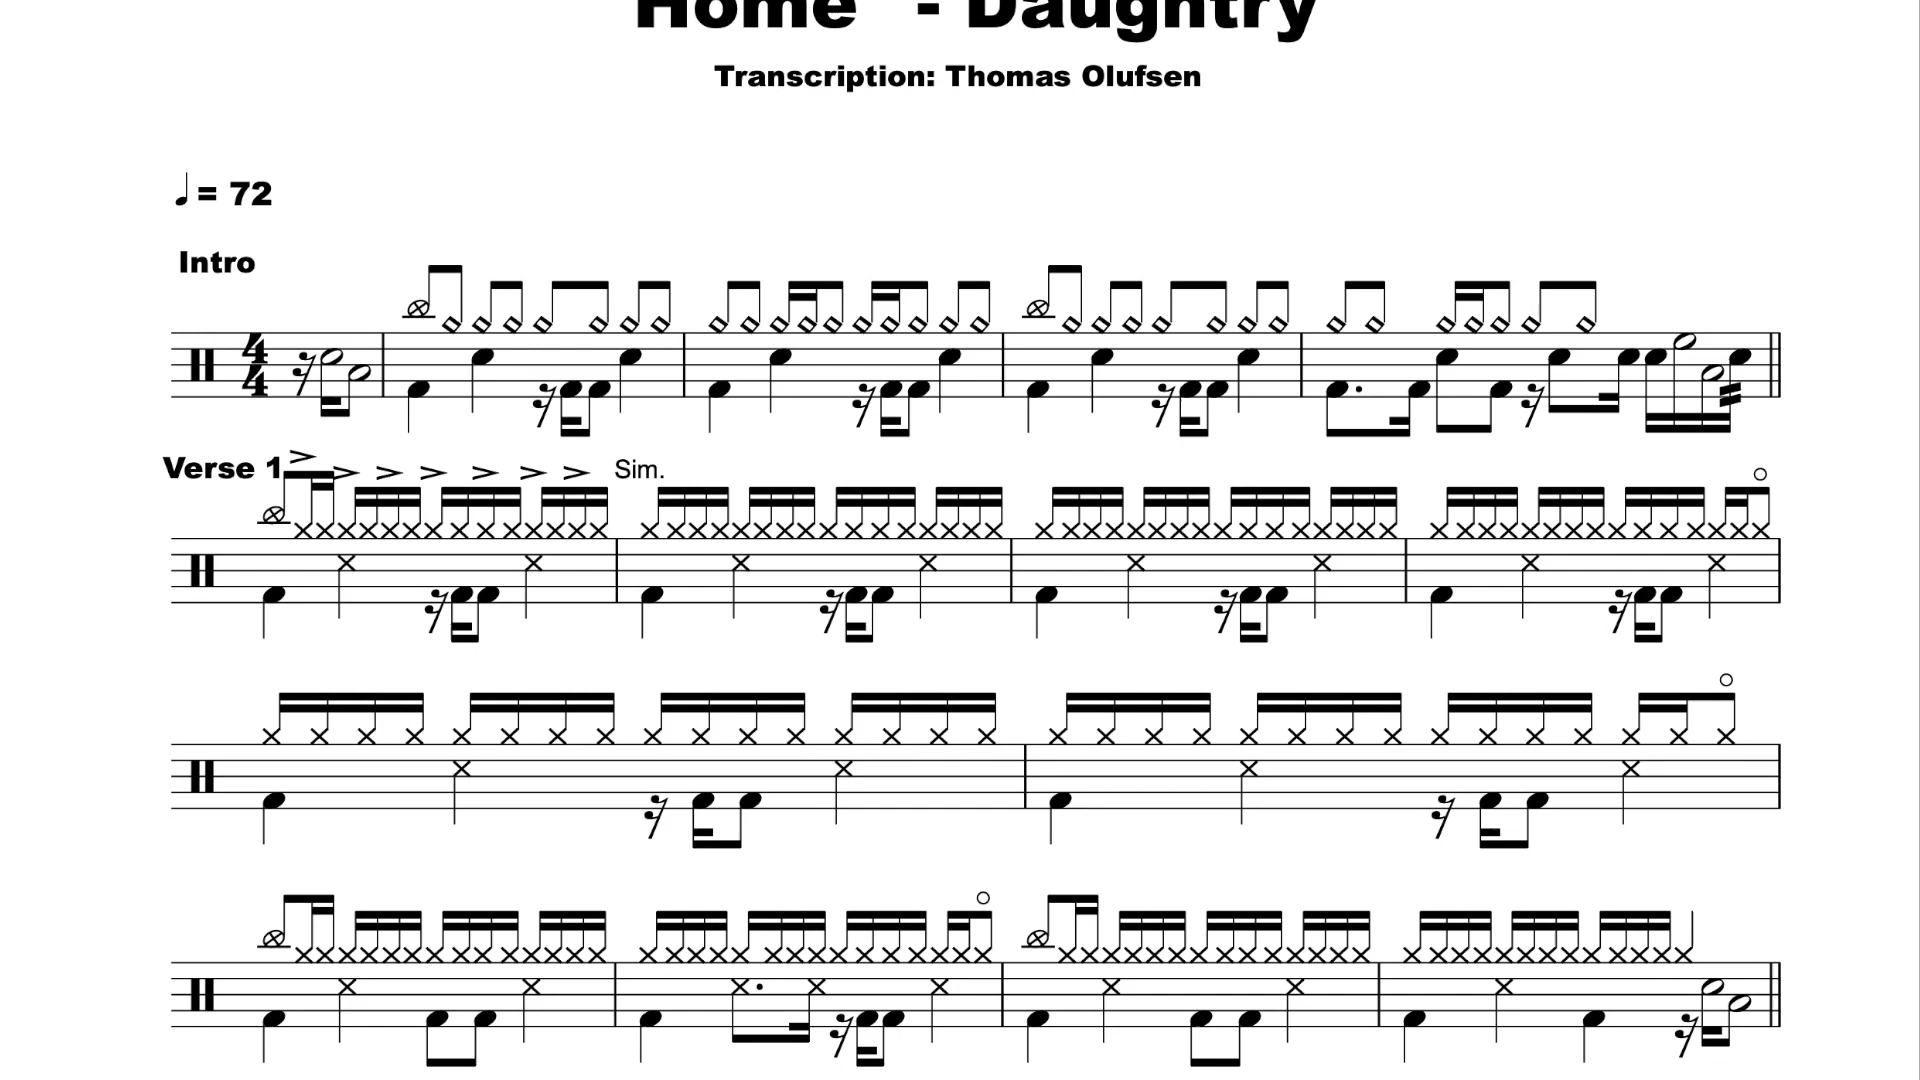 Home - Daughtry
Transcription: Thomas Olufsen
♩ = 72
Intro
4
4
Verse 1
Sim.